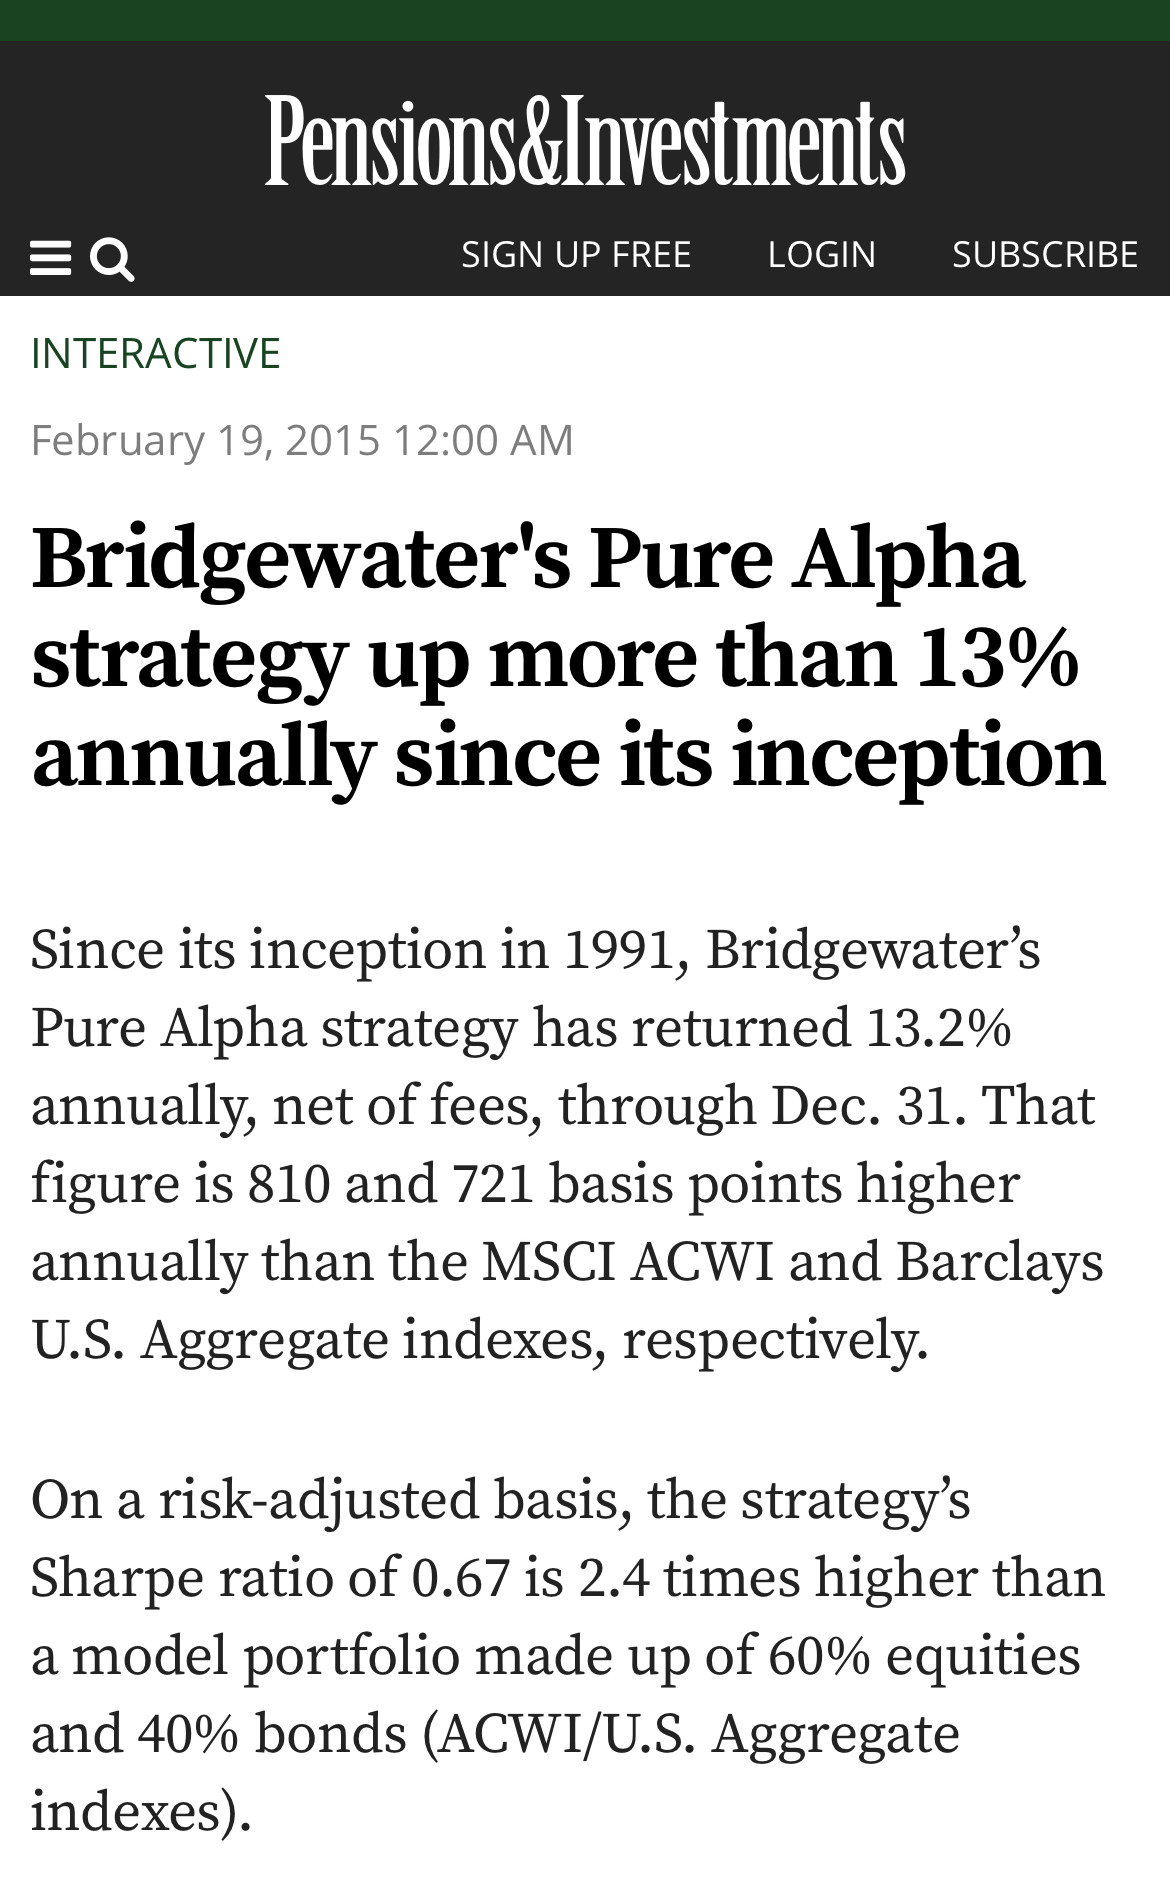 Pensions&Investments
SIGN UP FREE LOGIN SUBSCRIBE
INTERACTIVE
February 19, 2015 12:00 AM
Bridgewater's Pure Alpha
strategy up more than 13%
annually since its inception
Since its inception in 1991, Bridgewater’s
Pure Alpha strategy has returned 13.2%
annually, net of fees, through Dec. 31. That
figure is 810 and 721 basis points higher
annually than the MSCI ACWI and Barclays
U.S. Aggregate indexes, respectively.
On a risk-adjusted basis, the strategy’s
Sharpe ratio of 0.67 is 2.4 times higher than
a model portfolio made up of 60% equities
and 40% bonds (ACWI/U.S. Aggregate
indexes).